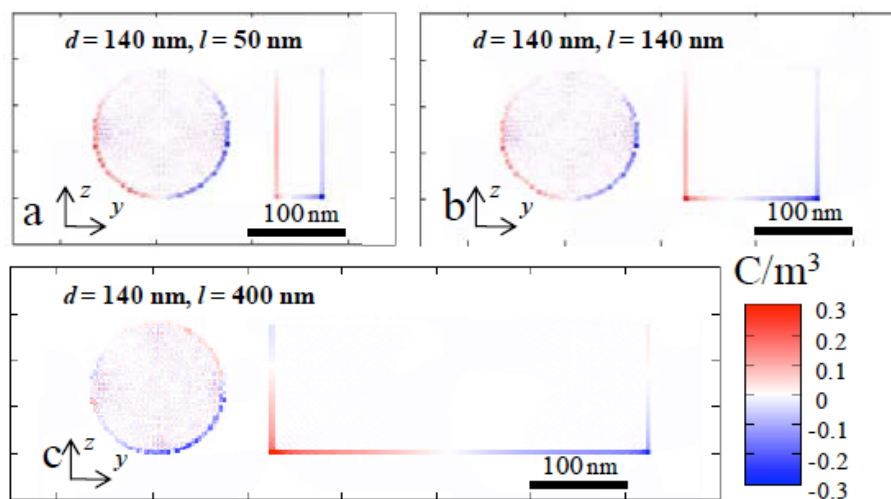 d = 140 nm, l = 50 nm
z
y
a
100 nm
d = 140 nm, l = 140 nm
z
y
b
100 nm
d = 140 nm, l = 400 nm
z
y
c
100 nm
C/m³
0.3
0.2
0.1
0
-0.1
-0.2
-0.3